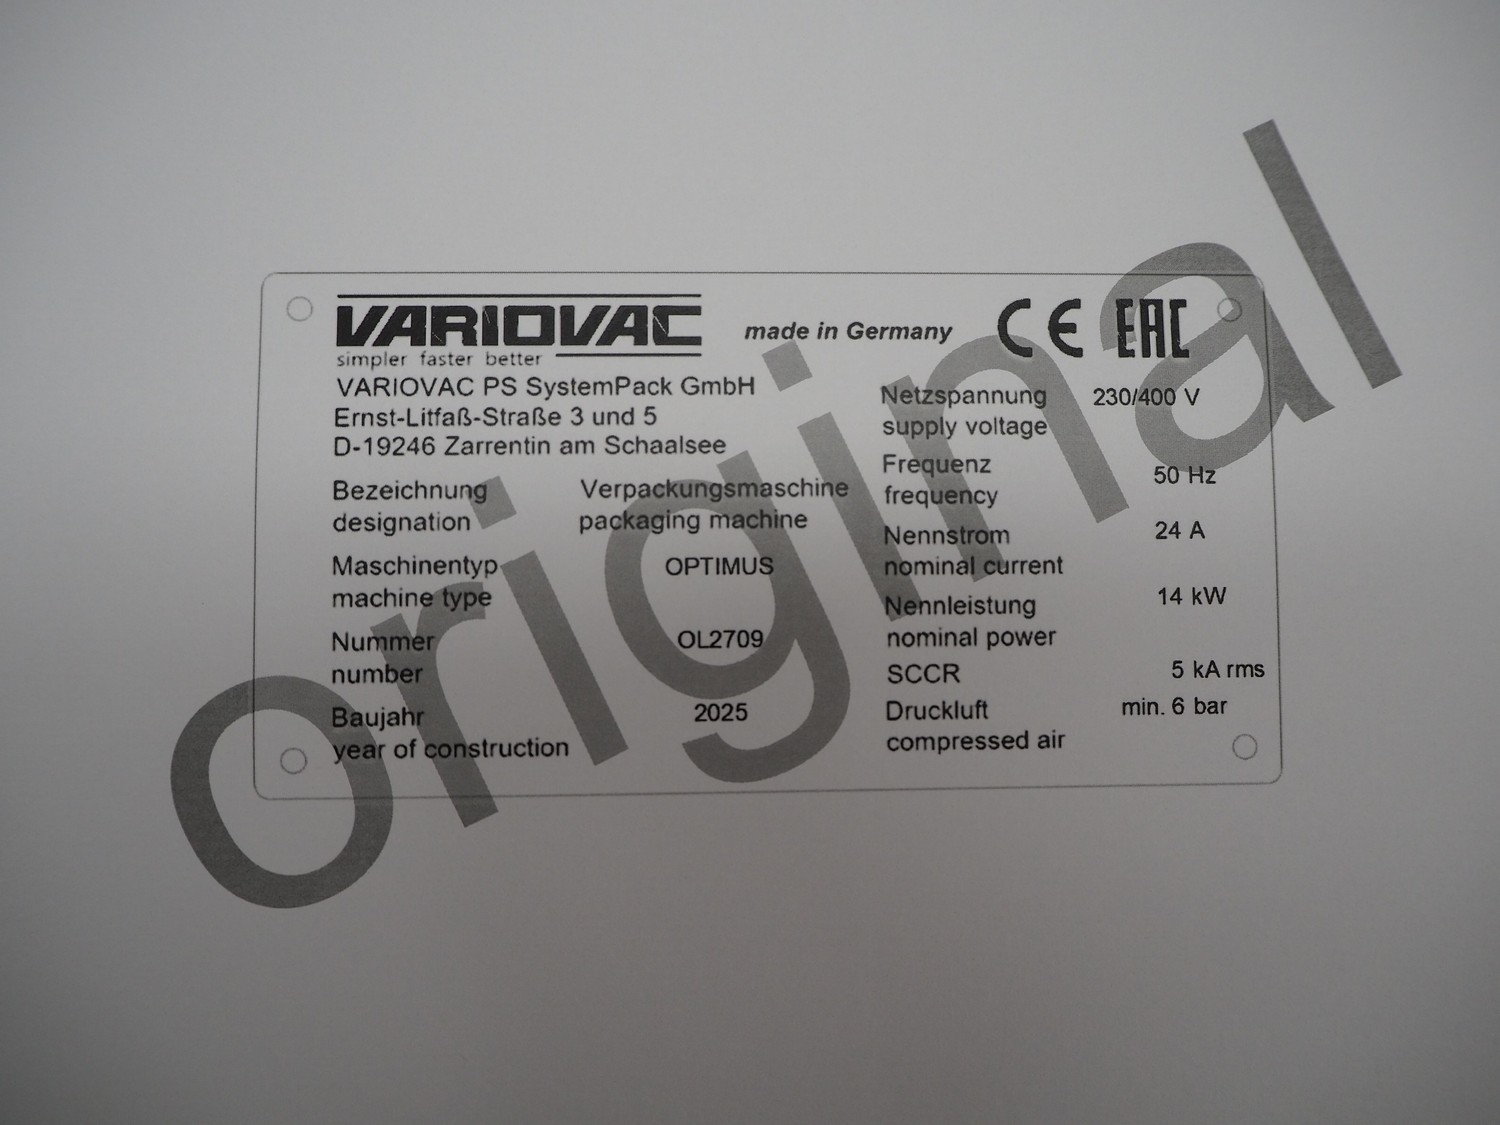 VARIOVAC
simpler faster better
made in Germany
CE EAC
VARIOVAC PS SystemPack GmbH
Ernst-Litfaß-Straße 3 und 5
D-19246 Zarrentin am Schaalsee
Bezeichnung Verpackungsmaschine
designation packaging machine
Maschinentyp OPTIMUS
machine type
Nummer OL2709
number
Baujahr 2025
year of construction
Netzspannung 230/400 V
supply voltage
Frequenz 50 Hz
frequency
Nennstrom 24 A
nominal current
Nennleistung 14 kW
nominal power
SCCR 5 kA rms
Druckluft min. 6 bar
compressed air
original